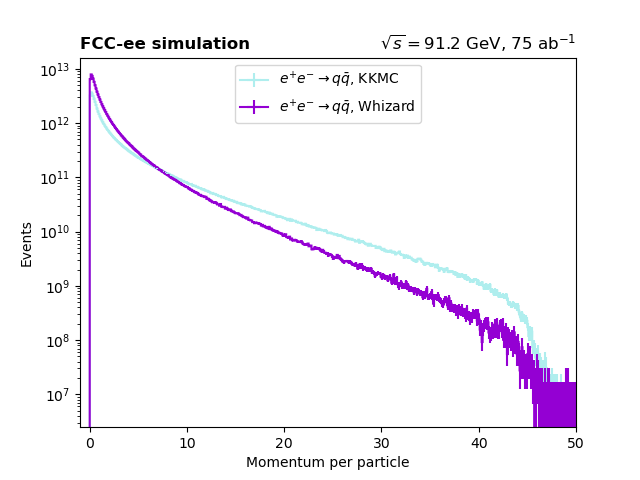 FCC-ee simulation
√s = 91.2 GeV, 75 ab⁻¹
e⁺e⁻ → qq̄, KKMC
e⁺e⁻ → qq̄, Whizard
Events
10¹³
10¹²
10¹¹
10¹⁰
10⁹
10⁸
10⁷
0 10 20 30 40 50
Momentum per particle